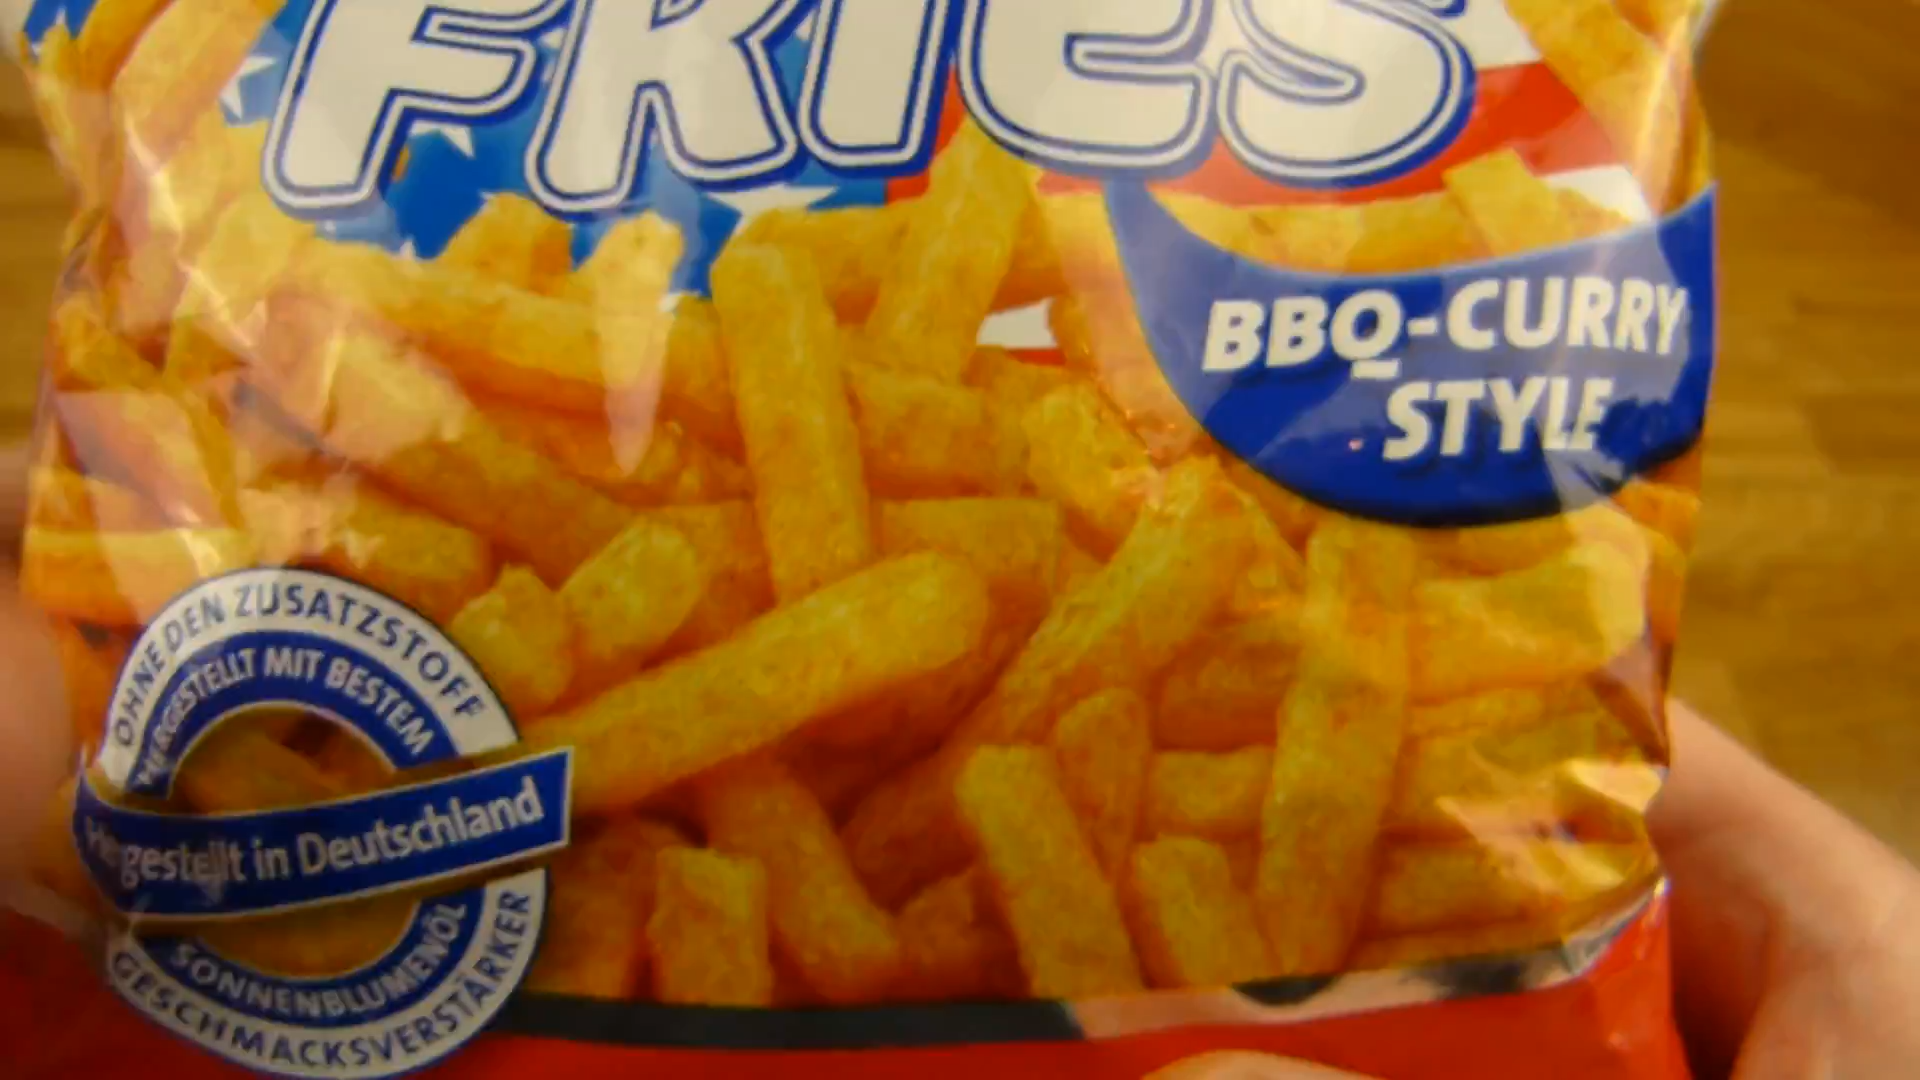 FRIES
BBQ-CURRY
STYLE
OHNE DEN ZUSATZSTOFF
HERGESTELLT MIT BESTEM
Hergestellt in Deutschland
SONNENBLUMENÖL
GESCHMACKSVERSTÄRKER